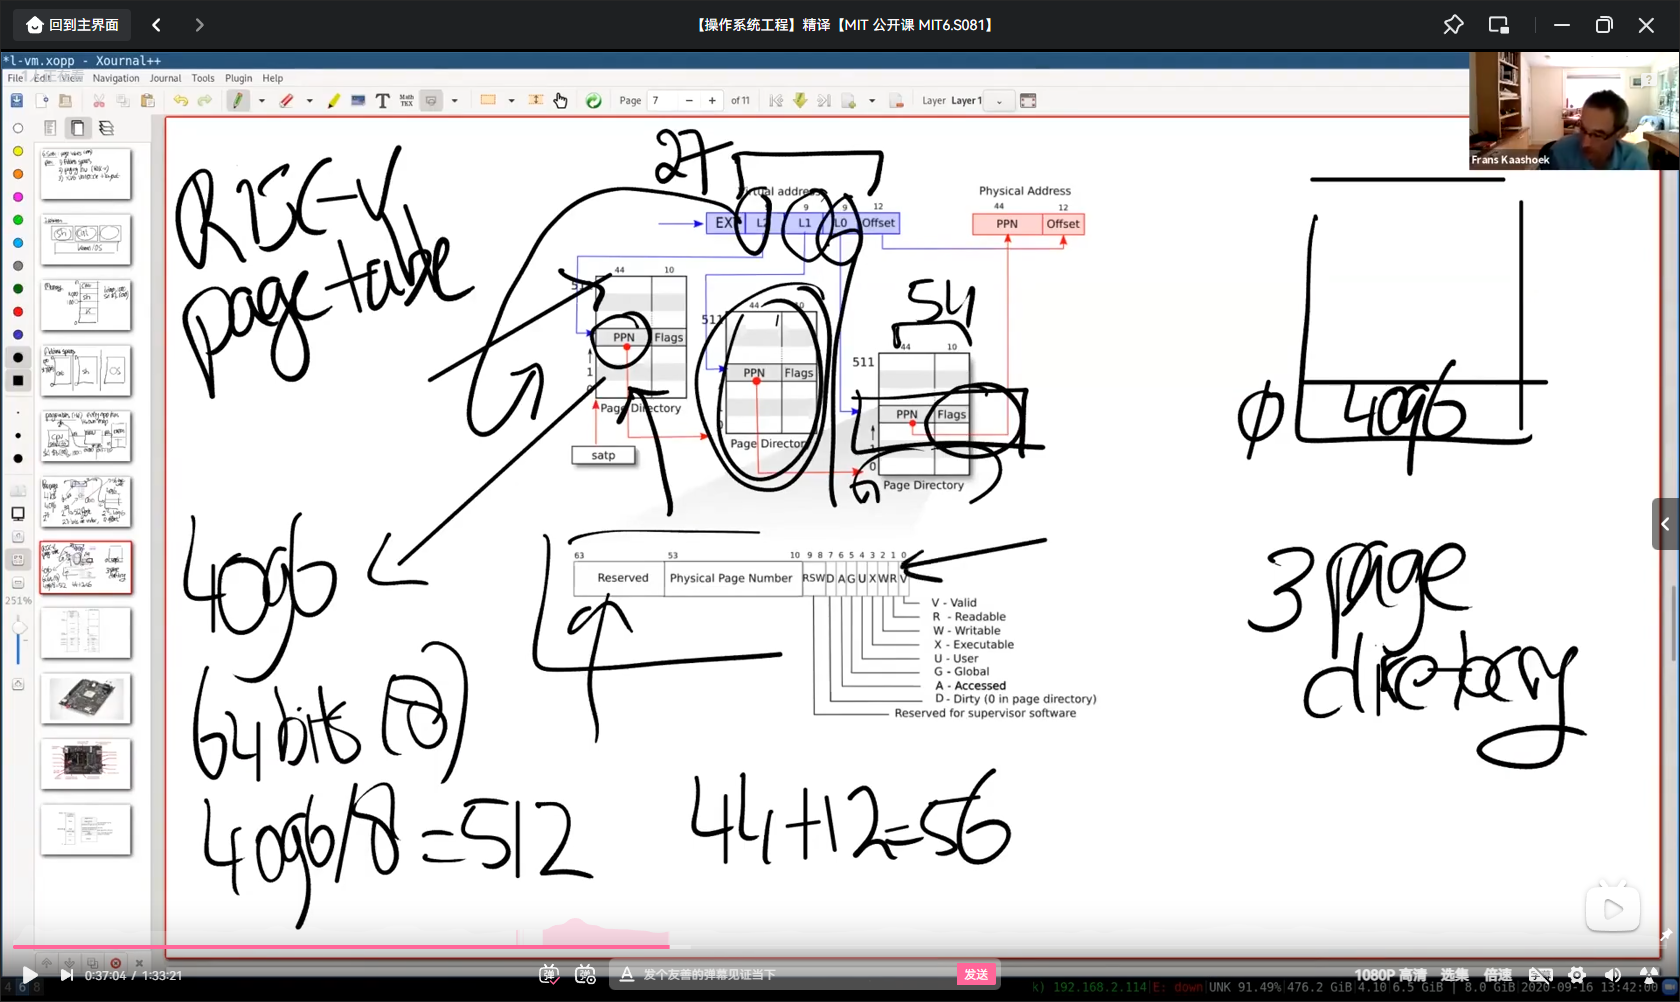 回到主界面
【操作系统工程】精译【MIT 公开课 MIT6.S081】
*l-vm.xopp - Xournal++
File Edit View Navigation Journal Tools Plugin Help
Page 7 of 11 Layer Layer 1
Frans Kaashoek
251%
RISC-V
page table
27
Virtual address
9 9 12
EXT L2 L1 L0 Offset
Physical Address
44 12
PPN Offset
44 10
PPN Flags
1
Page Directory
satp
511
44 10
PPN Flags
Page Director
54
44 10
511
PPN Flags
1
0
Page Directory
0
4096
3 page
directory
4096
64 bits (8)
4096/8 = 512
44+12=56
63 53 10 9 8 7 6 5 4 3 2 1 0
Reserved Physical Page Number RSW D A G U X W R V
V - Valid
R - Readable
W - Writable
X - Executable
U - User
G - Global
A - Accessed
D - Dirty (0 in page directory)
Reserved for supervisor software
0:37:04 / 1:33:21
弹 弹
发个友善的弹幕见证当下
发送
1080P 高清 选集 倍速
4 6 8
192.168.2.114 E: down UNK 91.49% 476.2 GiB 4.10 6.5 GiB 8.0 GiB 2020-09-16 13:42:00